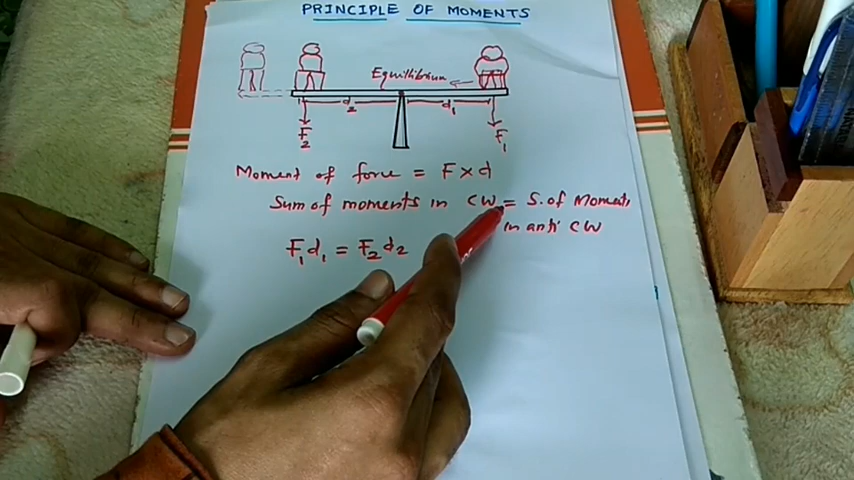 PRINCIPLE OF MOMENTS
Equillibrium
d2 d1
F2 F1
Moment of force = F × d
Sum of moments in CW = S. of Moments
in anti CW
F1d1 = F2d2